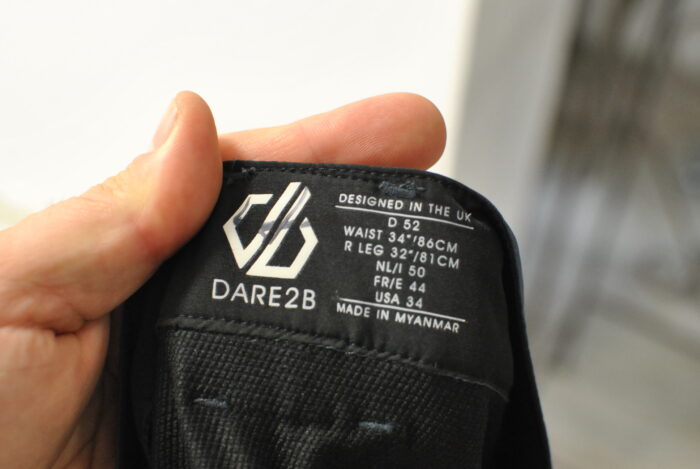 DARE2B
DESIGNED IN THE UK
D 52
WAIST 34"/86CM
R LEG 32"/81CM
NL/I 50
FR/E 44
USA 34
MADE IN MYANMAR